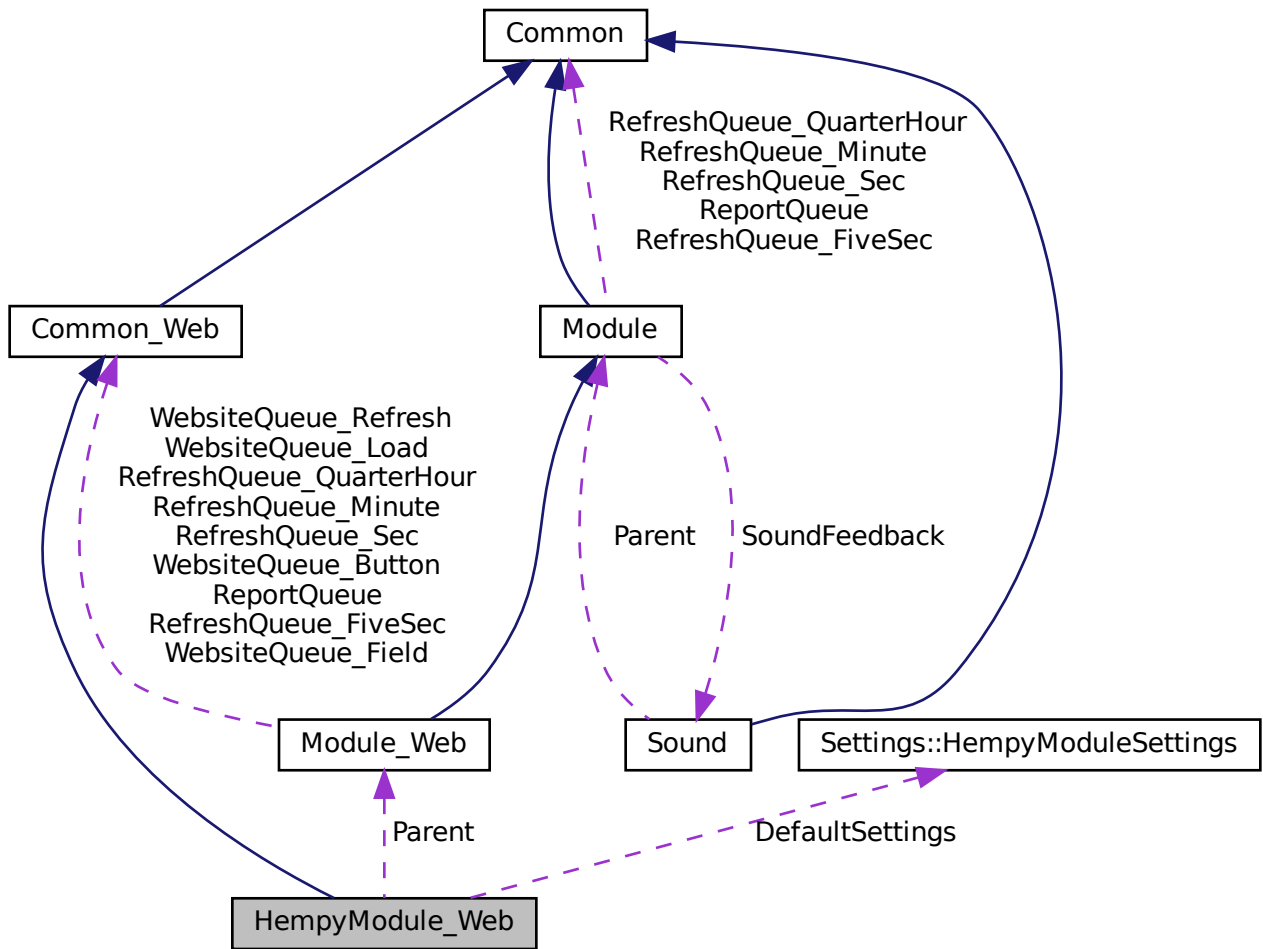 Common
RefreshQueue_QuarterHour
RefreshQueue_Minute
RefreshQueue_Sec
ReportQueue
RefreshQueue_FiveSec
Common_Web
Module
WebsiteQueue_Refresh
WebsiteQueue_Load
RefreshQueue_QuarterHour
RefreshQueue_Minute
RefreshQueue_Sec
WebsiteQueue_Button
ReportQueue
RefreshQueue_FiveSec
WebsiteQueue_Field
Parent
SoundFeedback
Module_Web
Sound
Settings::HempyModuleSettings
Parent
DefaultSettings
HempyModule_Web